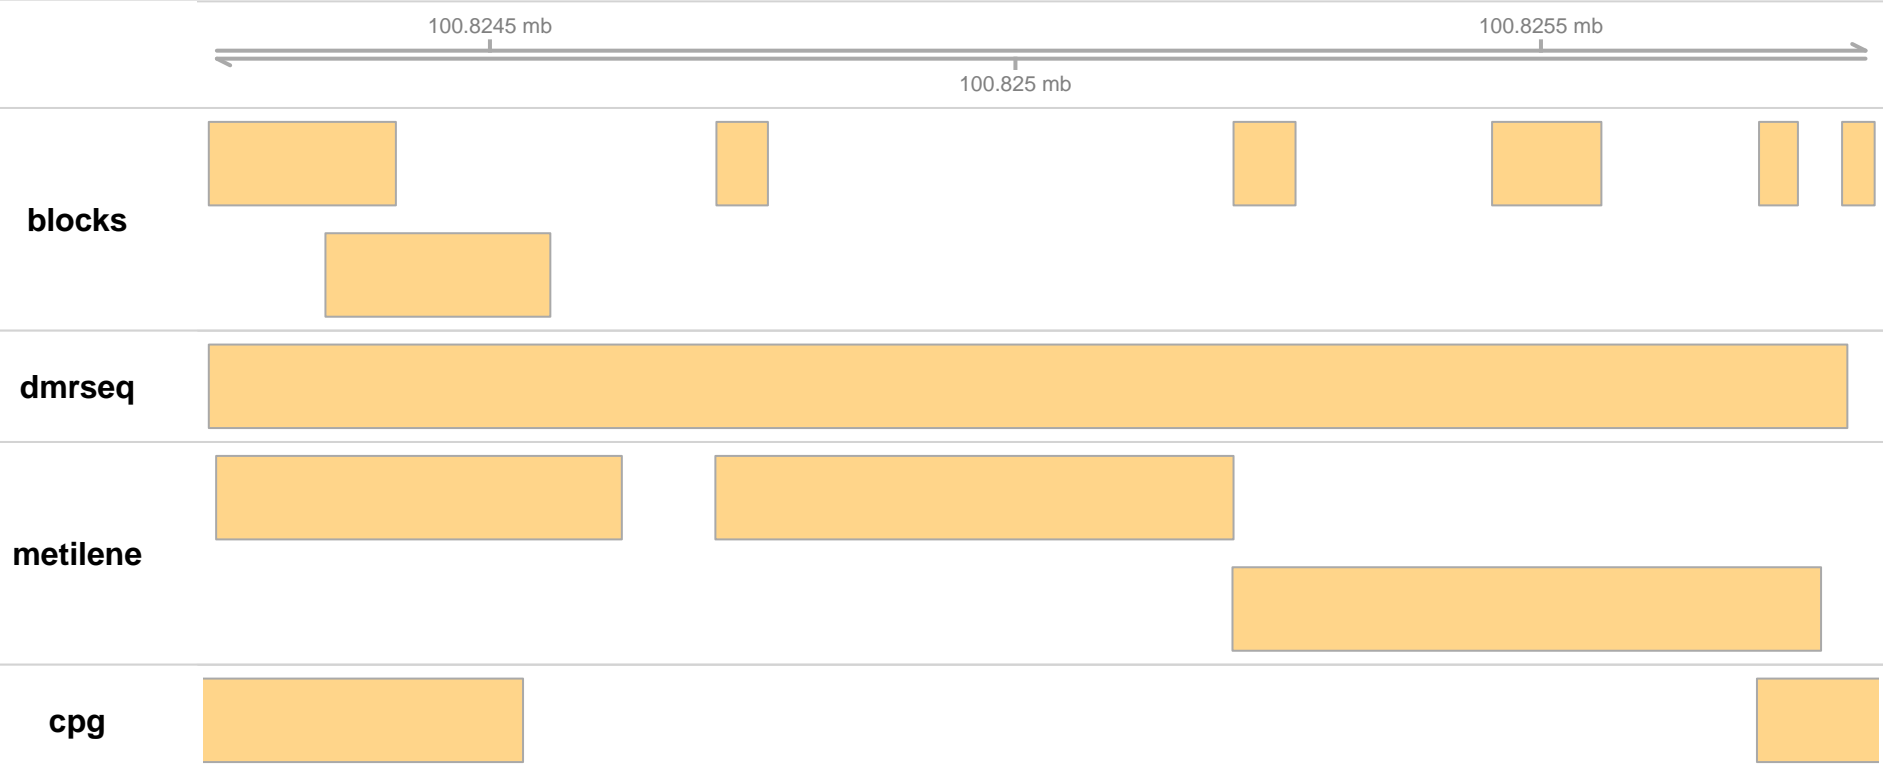 100.8245 mb
100.8255 mb
100.825 mb
blocks
dmrseq
metilene
cpg